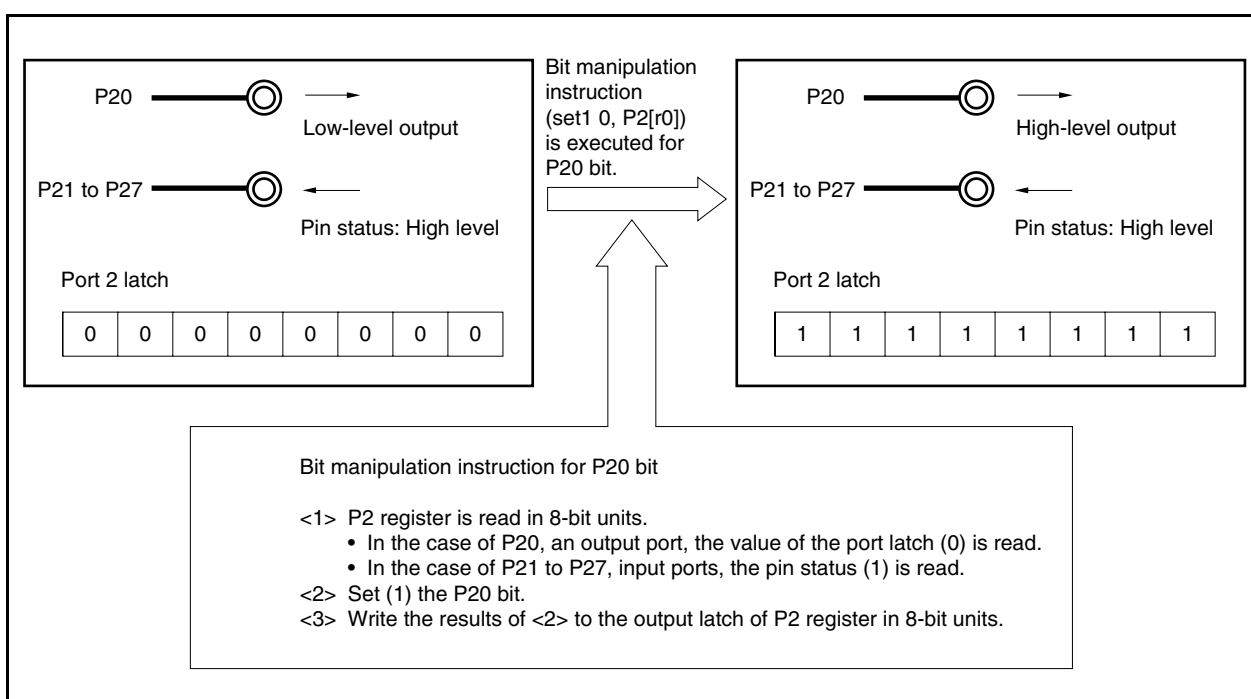 P20
Low-level output
P21 to P27
Pin status: High level
Port 2 latch
0 0 0 0 0 0 0 0
Bit manipulation
instruction
(set1 0, P2[r0])
is executed for
P20 bit.
P20
High-level output
P21 to P27
Pin status: High level
Port 2 latch
1 1 1 1 1 1 1 1
Bit manipulation instruction for P20 bit
<1> P2 register is read in 8-bit units.
• In the case of P20, an output port, the value of the port latch (0) is read.
• In the case of P21 to P27, input ports, the pin status (1) is read.
<2> Set (1) the P20 bit.
<3> Write the results of <2> to the output latch of P2 register in 8-bit units.